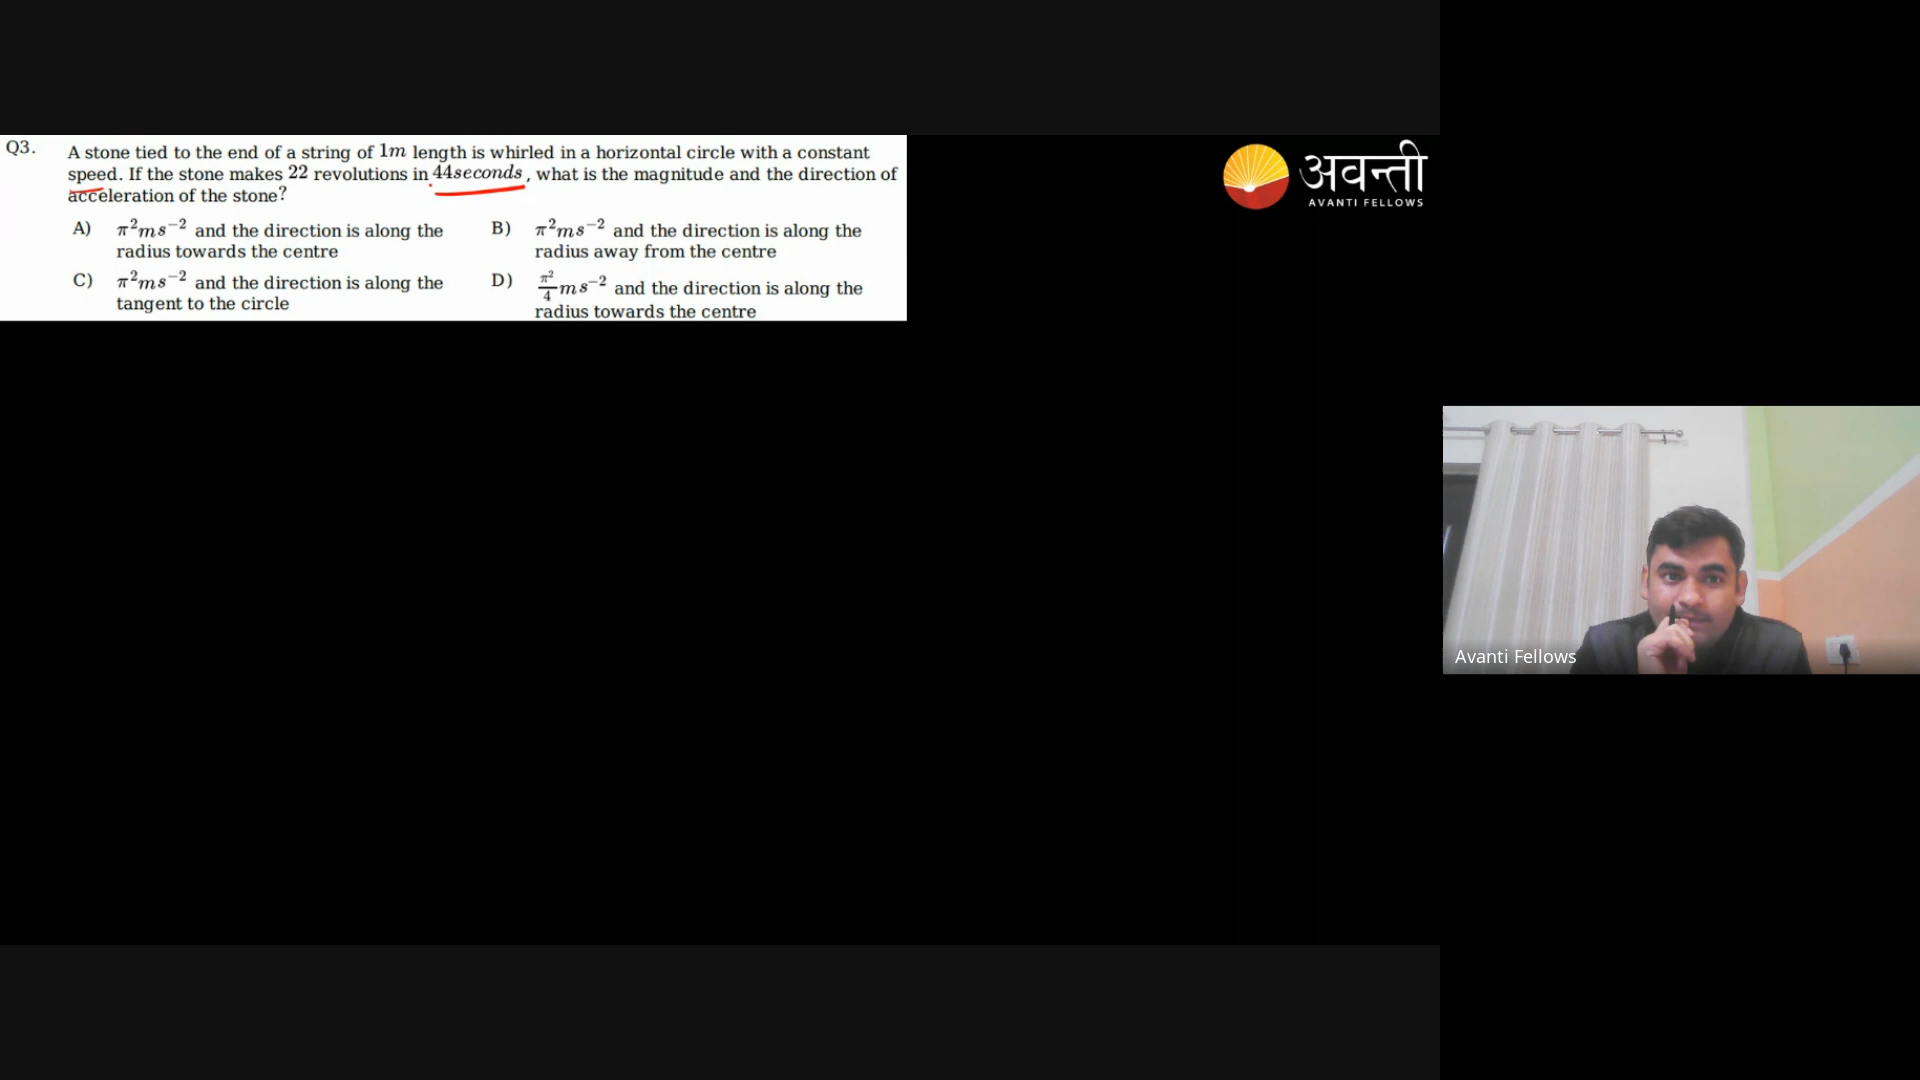 Q3.
A stone tied to the end of a string of 1m length is whirled in a horizontal circle with a constant
speed. If the stone makes 22 revolutions in 44seconds, what is the magnitude and the direction of
acceleration of the stone?
A) π²ms⁻² and the direction is along the
radius towards the centre
B) π²ms⁻² and the direction is along the
radius away from the centre
C) π²ms⁻² and the direction is along the
tangent to the circle
D) π²/4 ms⁻² and the direction is along the
radius towards the centre
अवन्ती
AVANTI FELLOWS
Avanti Fellows